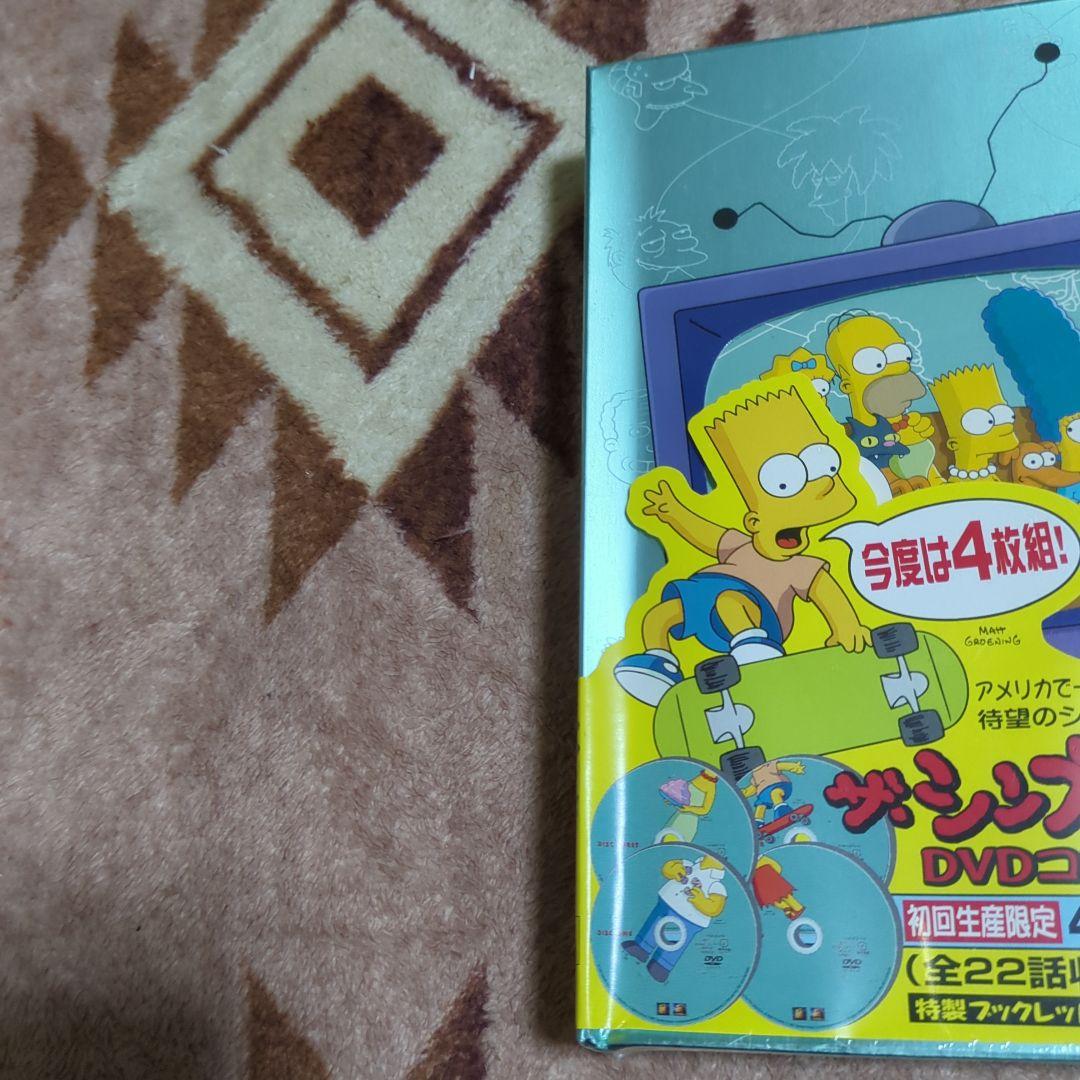 今度は4枚組!
MATT
GROENING
アメリカで
待望のシ
ザ・シンプ
DVDコ
初回生産限定 4
(全22話収
特製ブックレット
DVD
DVD